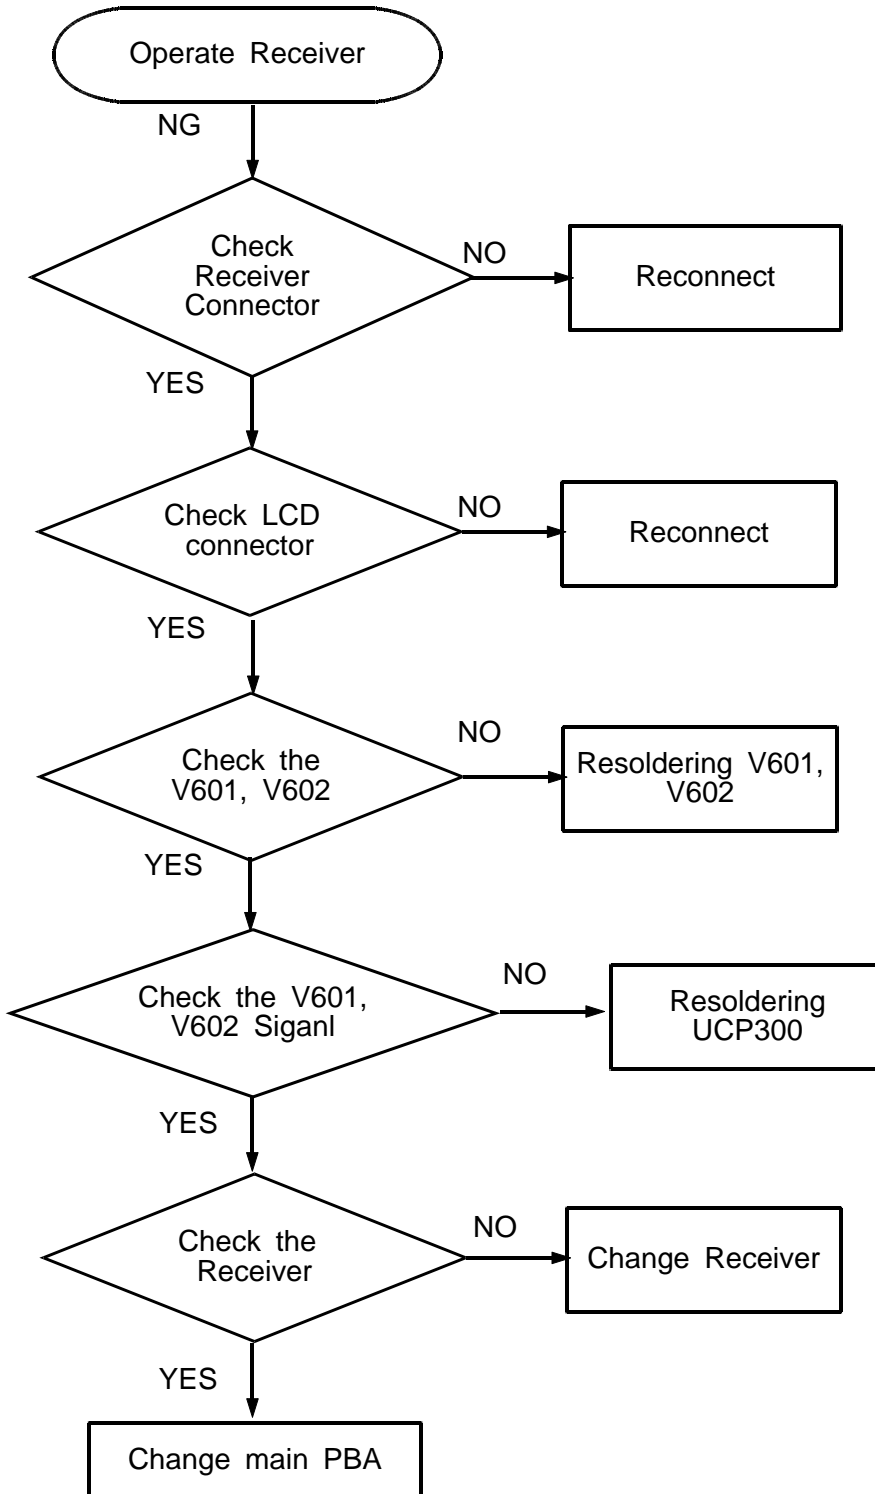 Operate Receiver
NG
Check
Receiver
Connector
NO
Reconnect
YES
Check LCD
connector
NO
Reconnect
YES
Check the
V601, V602
NO
Resoldering V601,
V602
YES
Check the V601,
V602 Siganl
NO
Resoldering
UCP300
YES
Check the
Receiver
NO
Change Receiver
YES
Change main PBA